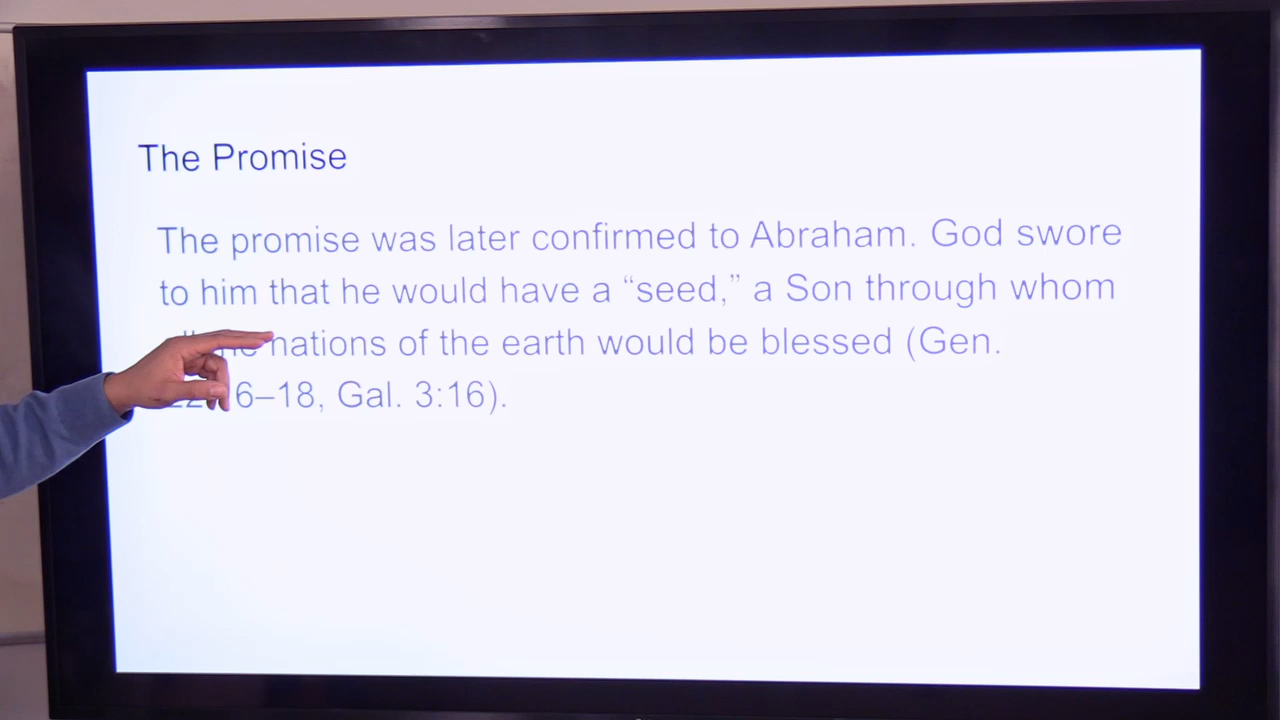 The Promise
The promise was later confirmed to Abraham. God swore
to him that he would have a “seed,” a Son through whom
nations of the earth would be blessed (Gen.
6–18, Gal. 3:16).